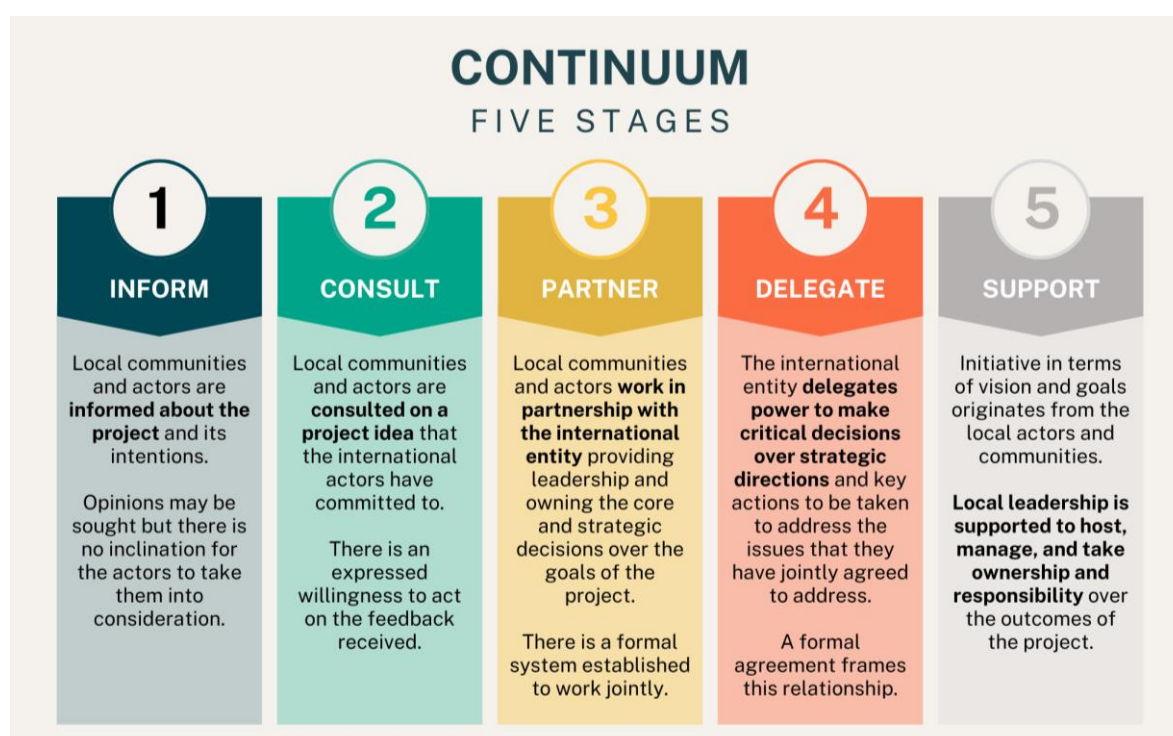 CONTINUUM
FIVE STAGES
1
INFORM
Local communities
and actors are
informed about the
project and its
intentions.
Opinions may be
sought but there is
no inclination for
the actors to take
them into
consideration.
2
CONSULT
Local communities
and actors are
consulted on a
project idea that
the international
actors have
committed to.
There is an
expressed
willingness to act
on the feedback
received.
3
PARTNER
Local communities
and actors work in
partnership with
the international
entity providing
leadership and
owning the core
and strategic
decisions over the
goals of the
project.
There is a formal
system established
to work jointly.
4
DELEGATE
The international
entity delegates
power to make
critical decisions
over strategic
directions and key
actions to be taken
to address the
issues that they
have jointly agreed
to address.
A formal
agreement frames
this relationship.
5
SUPPORT
Initiative in terms
of vision and goals
originates from the
local actors and
communities.
Local leadership is
supported to host,
manage, and take
ownership and
responsibility over
the outcomes of
the project.